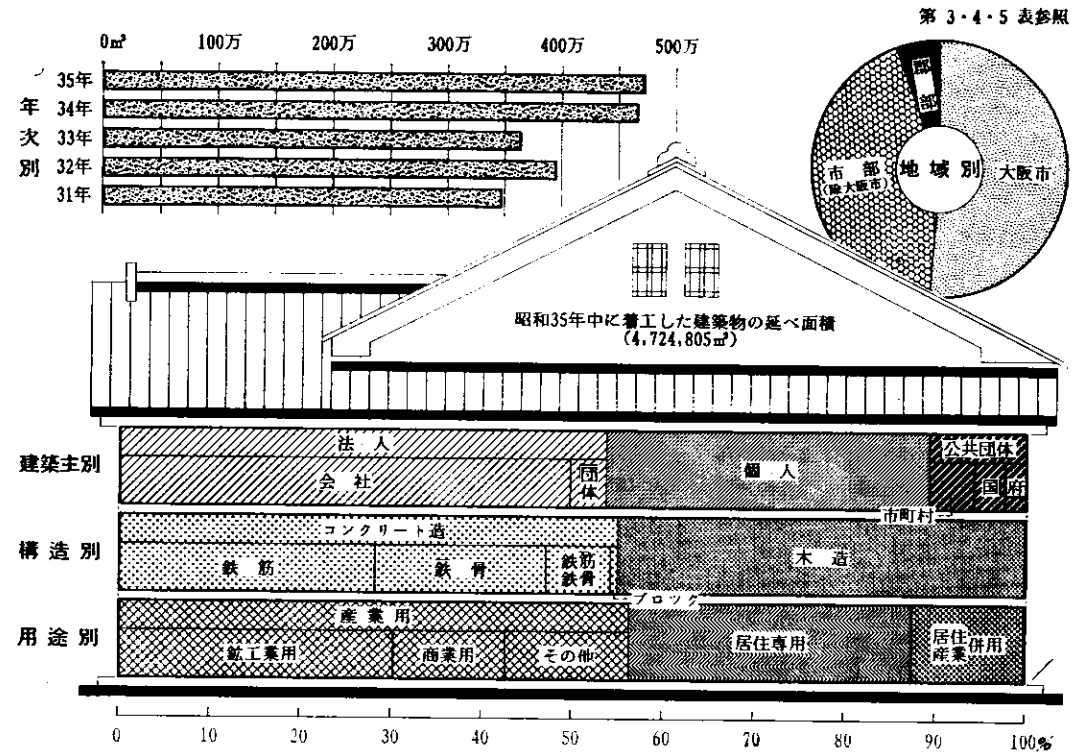 第 3・4・5 表参照
0㎡ 100万 200万 300万 400万 500万
年次別
35年
34年
33年
32年
31年
地域別
郡部
市部
(除大阪市)
大阪市
昭和35年中に着工した建築物の延べ面積
(4,724,805㎡)
建築主別
法人
会社
団体
個人
公共団体
国
府
市町村
構造別
コンクリート造
鉄筋
鉄骨
鉄筋
鉄骨
ブロック
木造
用途別
産業用
鉱工業用
商業用
その他
居住専用
居住
産業
併用
0 10 20 30 40 50 60 70 80 90 100%